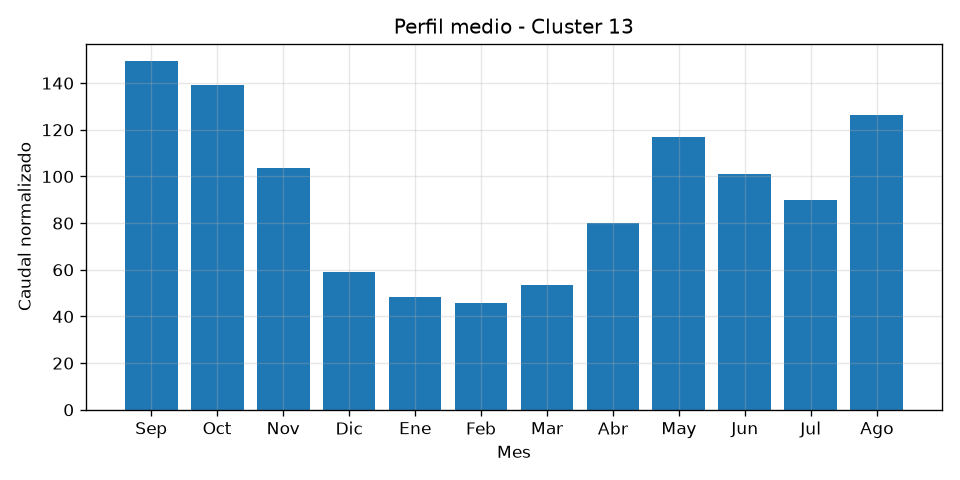 Perfil medio - Cluster 13
Caudal normalizado
140
120
100
80
60
40
20
0
Sep Oct Nov Dic Ene Feb Mar Abr May Jun Jul Ago
Mes